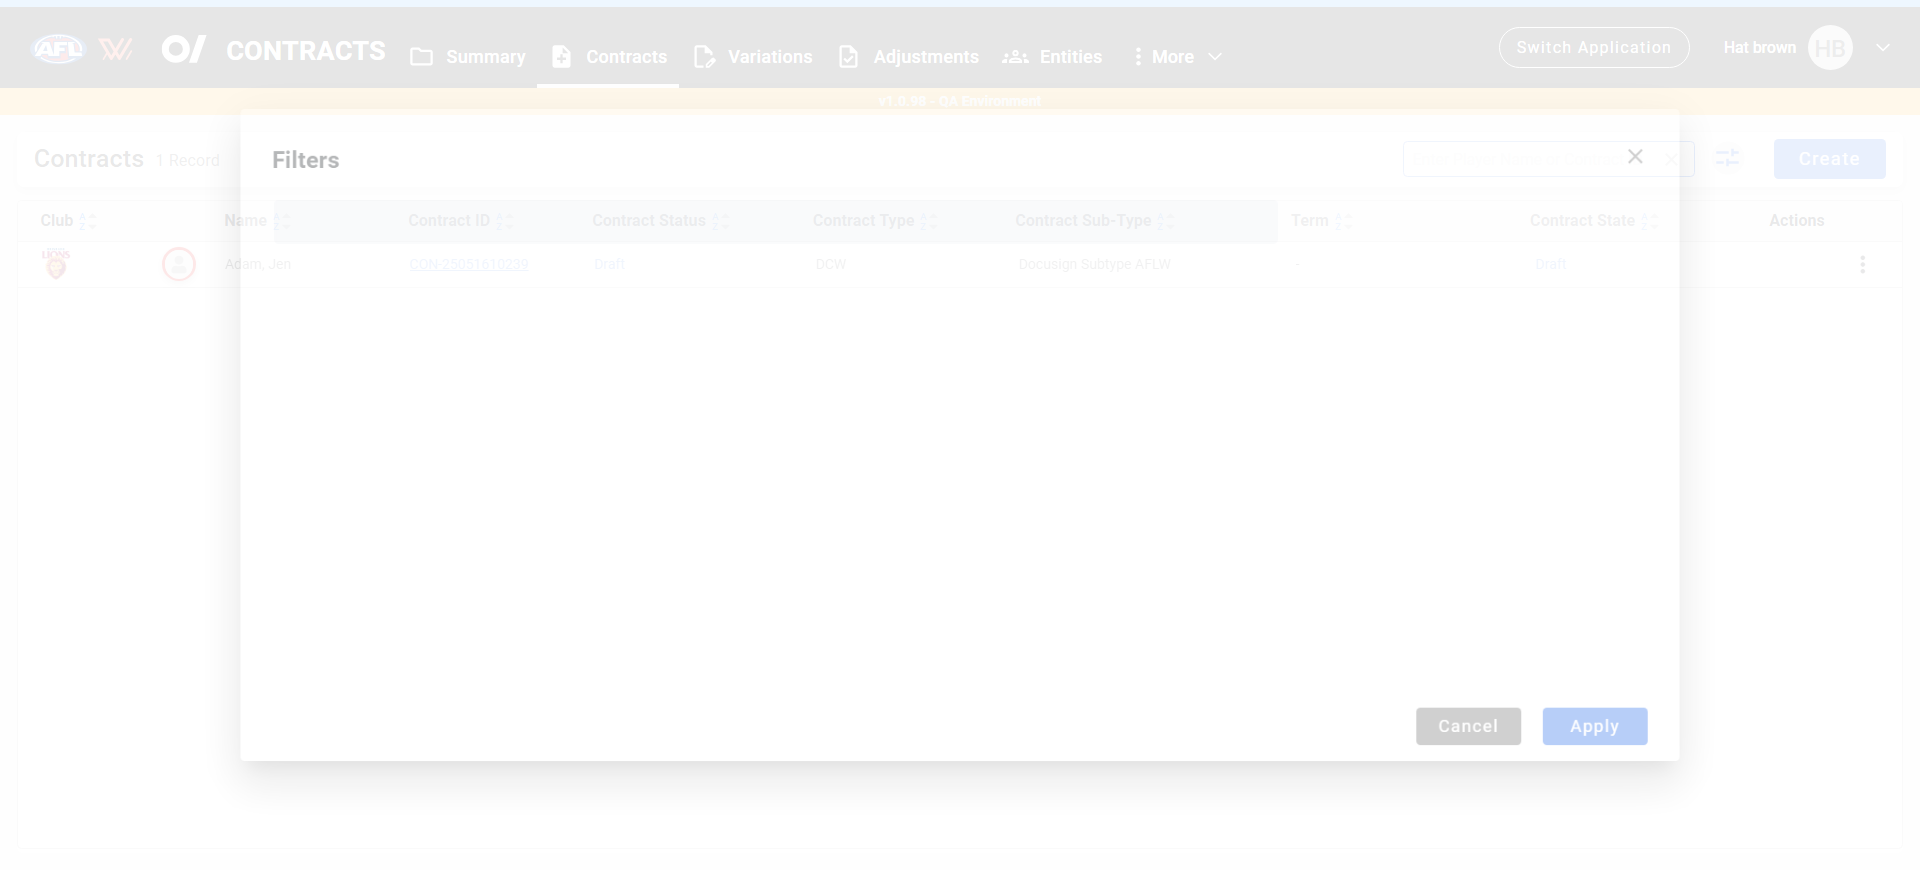 AFL
CONTRACTS
Summary
Contracts
Variations
Adjustments
Entities
More
Switch Application
Hat brown
HB
v1.0.98 - QA Environment
Contracts
1 Record
Filters
Create
Club
Name
Contract ID
Contract Status
Contract Type
Contract Sub-Type
Term
Contract State
Actions
LIONS
Adam, Jen
CON-25051610239
Draft
DCW
Docusign Subtype AFLW
-
Draft
Cancel
Apply